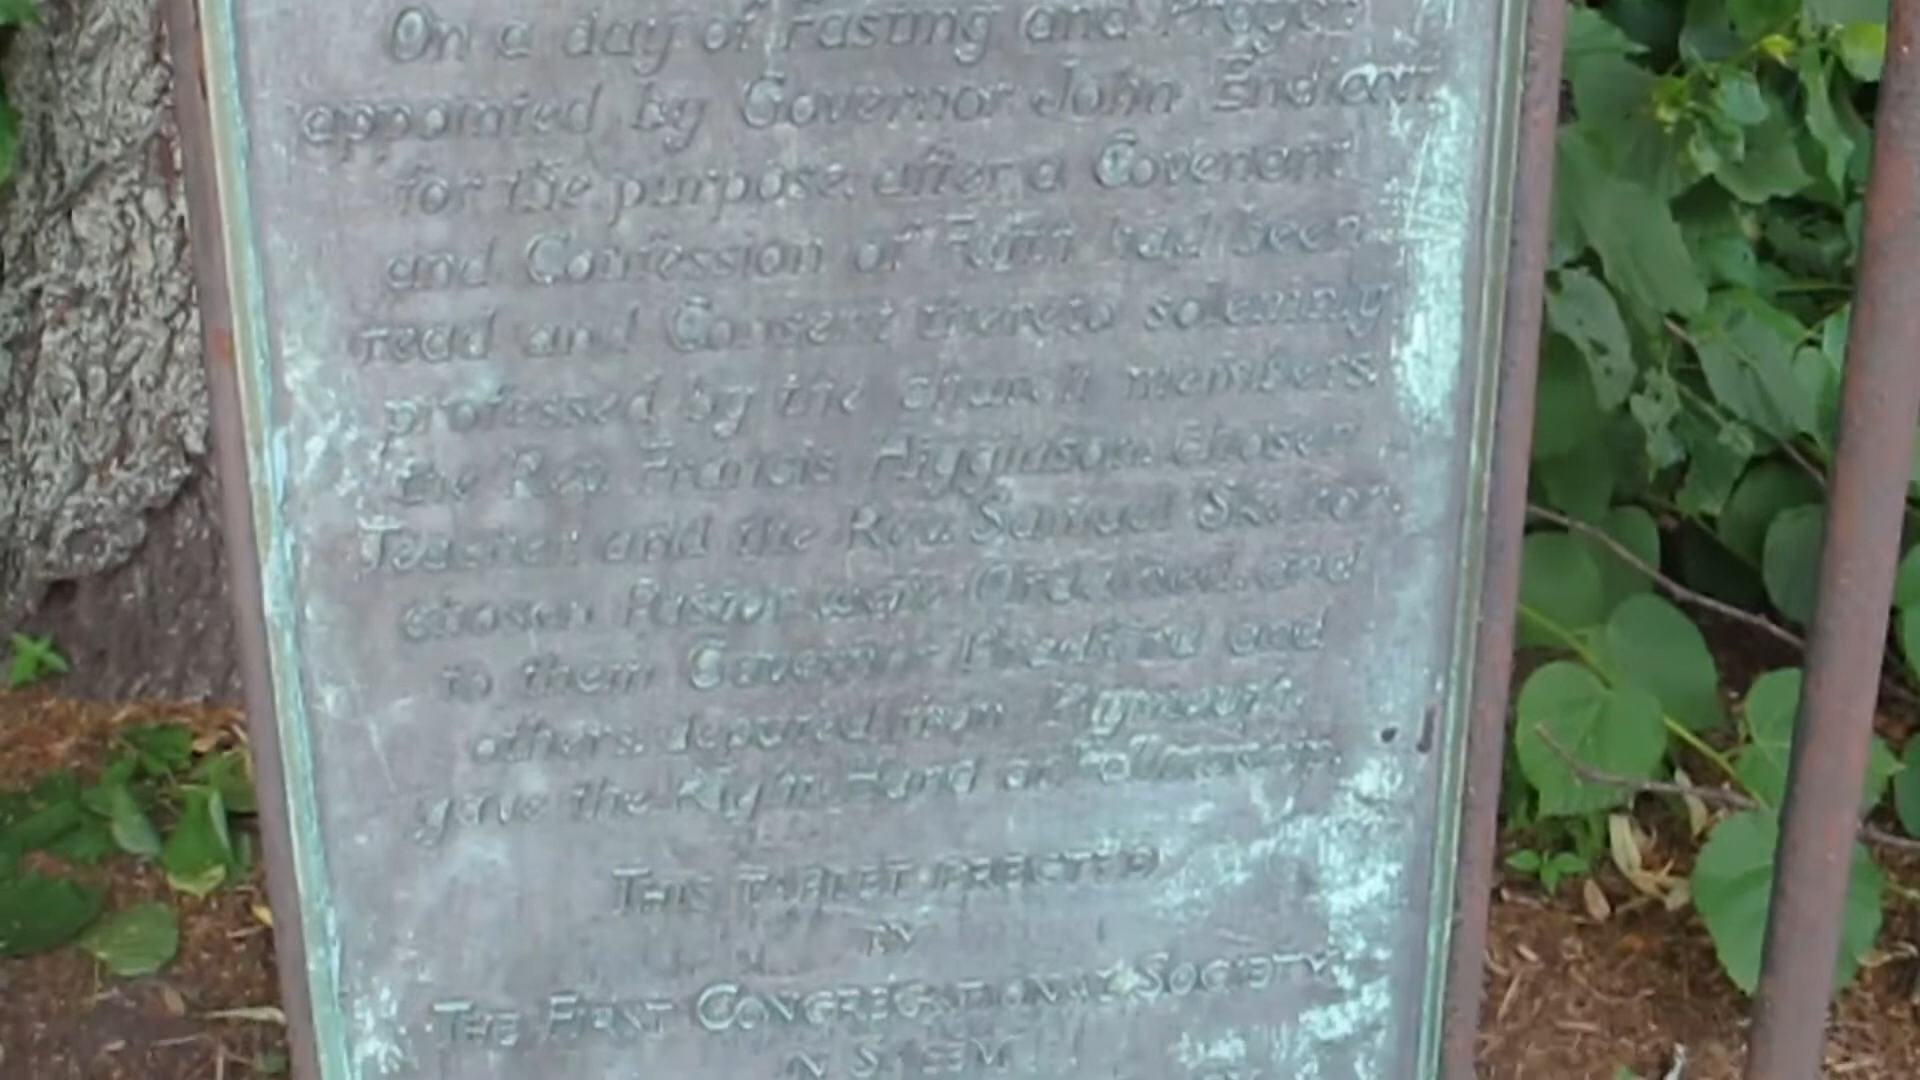 On a day of Fasting and Prayer
appointed by Governor John Endicott
for the purpose, after a Covenant
and Confession of Faith had been
read and Consent thereto solemnly
professed by the church members,
the Rev. Francis Higginson Chosen
Teacher, and the Rev. Samuel Skelton,
chosen Pastor were Ordained, and
to them Governor Bradford and
others, deputed from Plymouth,
gave the Right Hand of Fellowship.
THIS TABLET ERECTED
BY
THE FIRST CONGREGATIONAL SOCIETY
IN SALEM